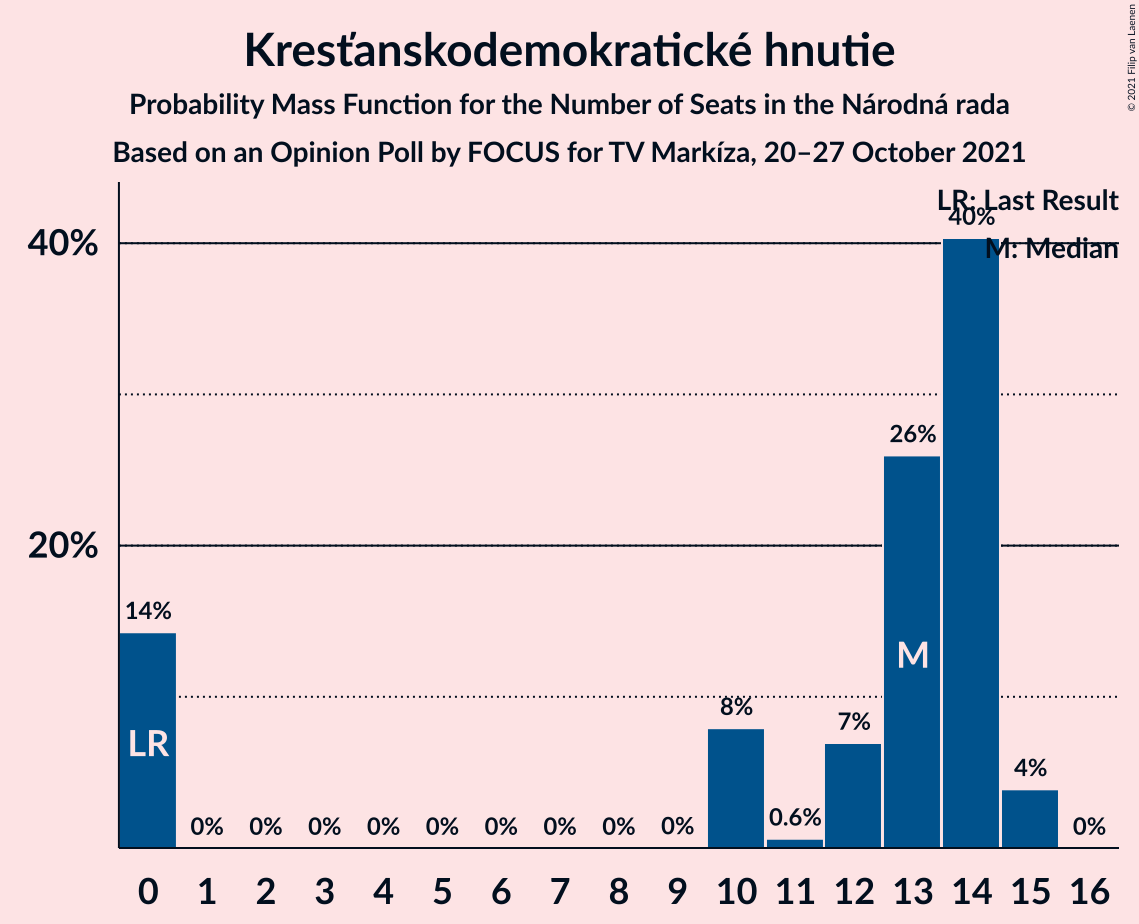 Kresťanskodemokratické hnutie
Probability Mass Function for the Number of Seats in the Národná rada
Based on an Opinion Poll by FOCUS for TV Markíza, 20–27 October 2021
© 2021 Filip van Laenen
LR: Last Result
M: Median
40%
20%
14%
0%
0%
0%
0%
0%
0%
0%
0%
0%
8%
0.6%
7%
26%
40%
4%
0%
LR
M
0 1 2 3 4 5 6 7 8 9 10 11 12 13 14 15 16